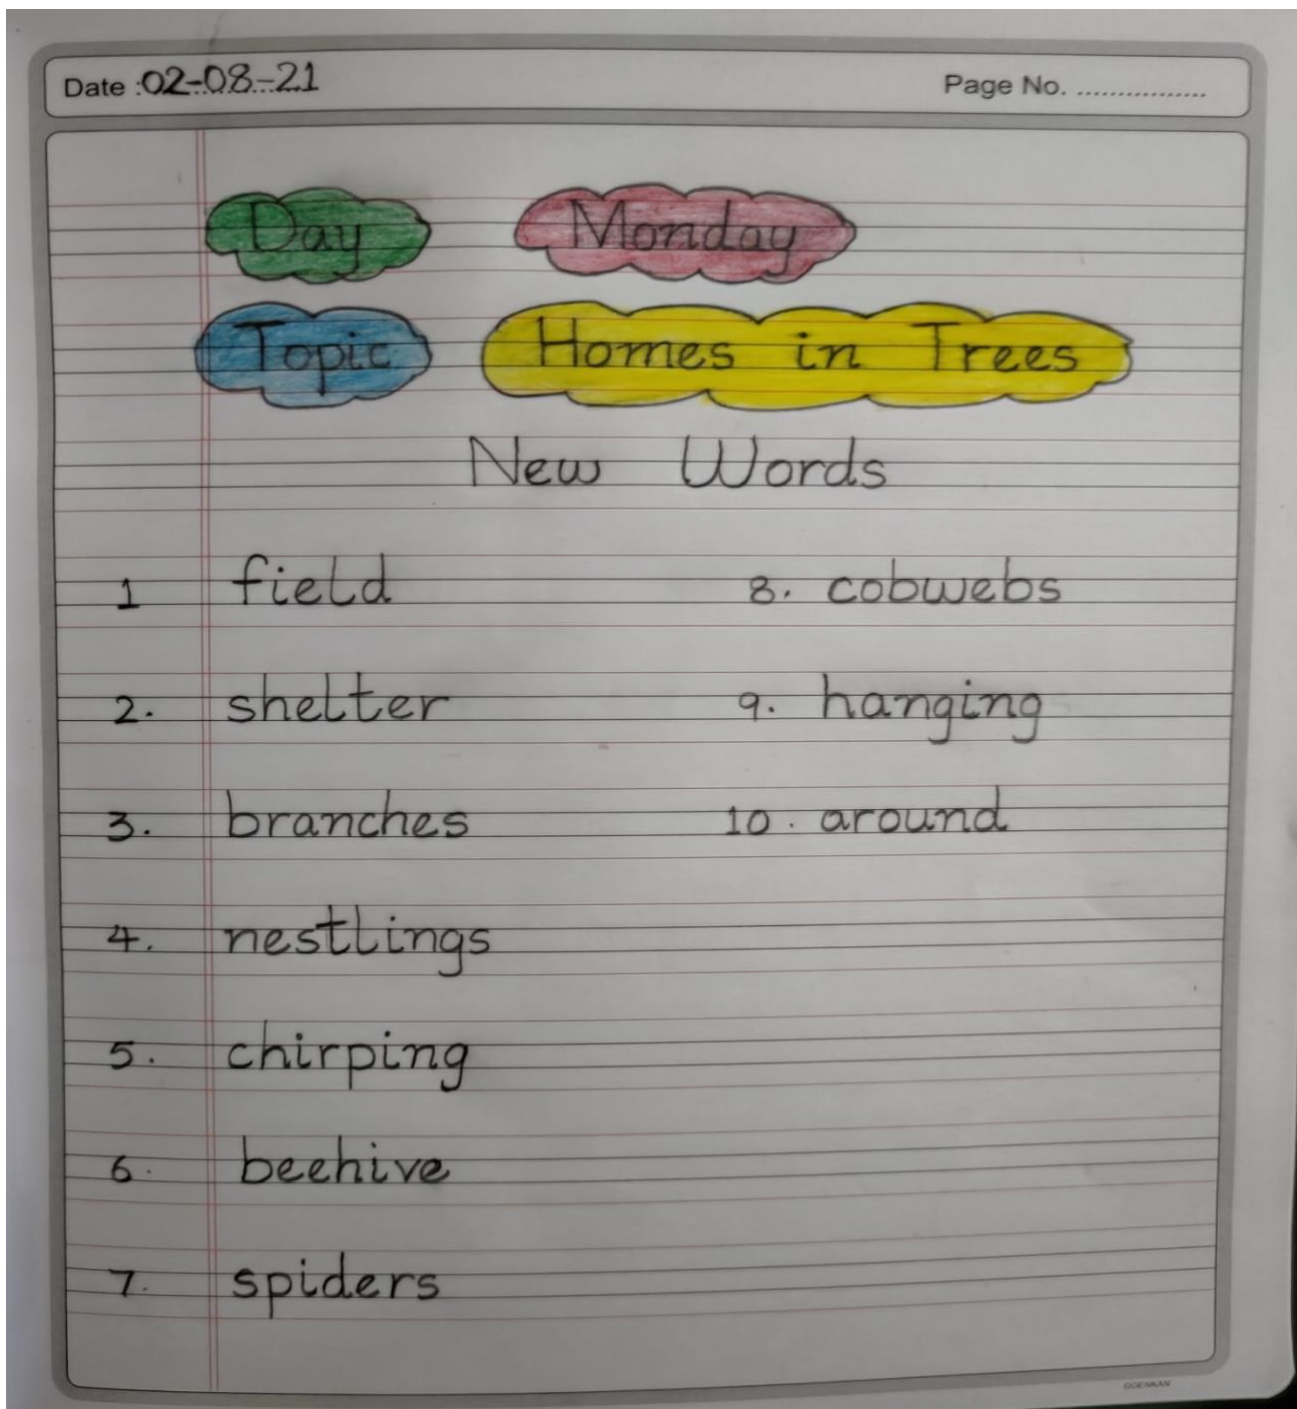 Date :02-08-21 Page No. ................
Day Monday
Topic Homes in Trees
New Words
1 field 8. cobwebs
2. shelter 9. hanging
3. branches 10. around
4. nestlings
5. chirping
6. beehive
7. spiders
GOENKAN